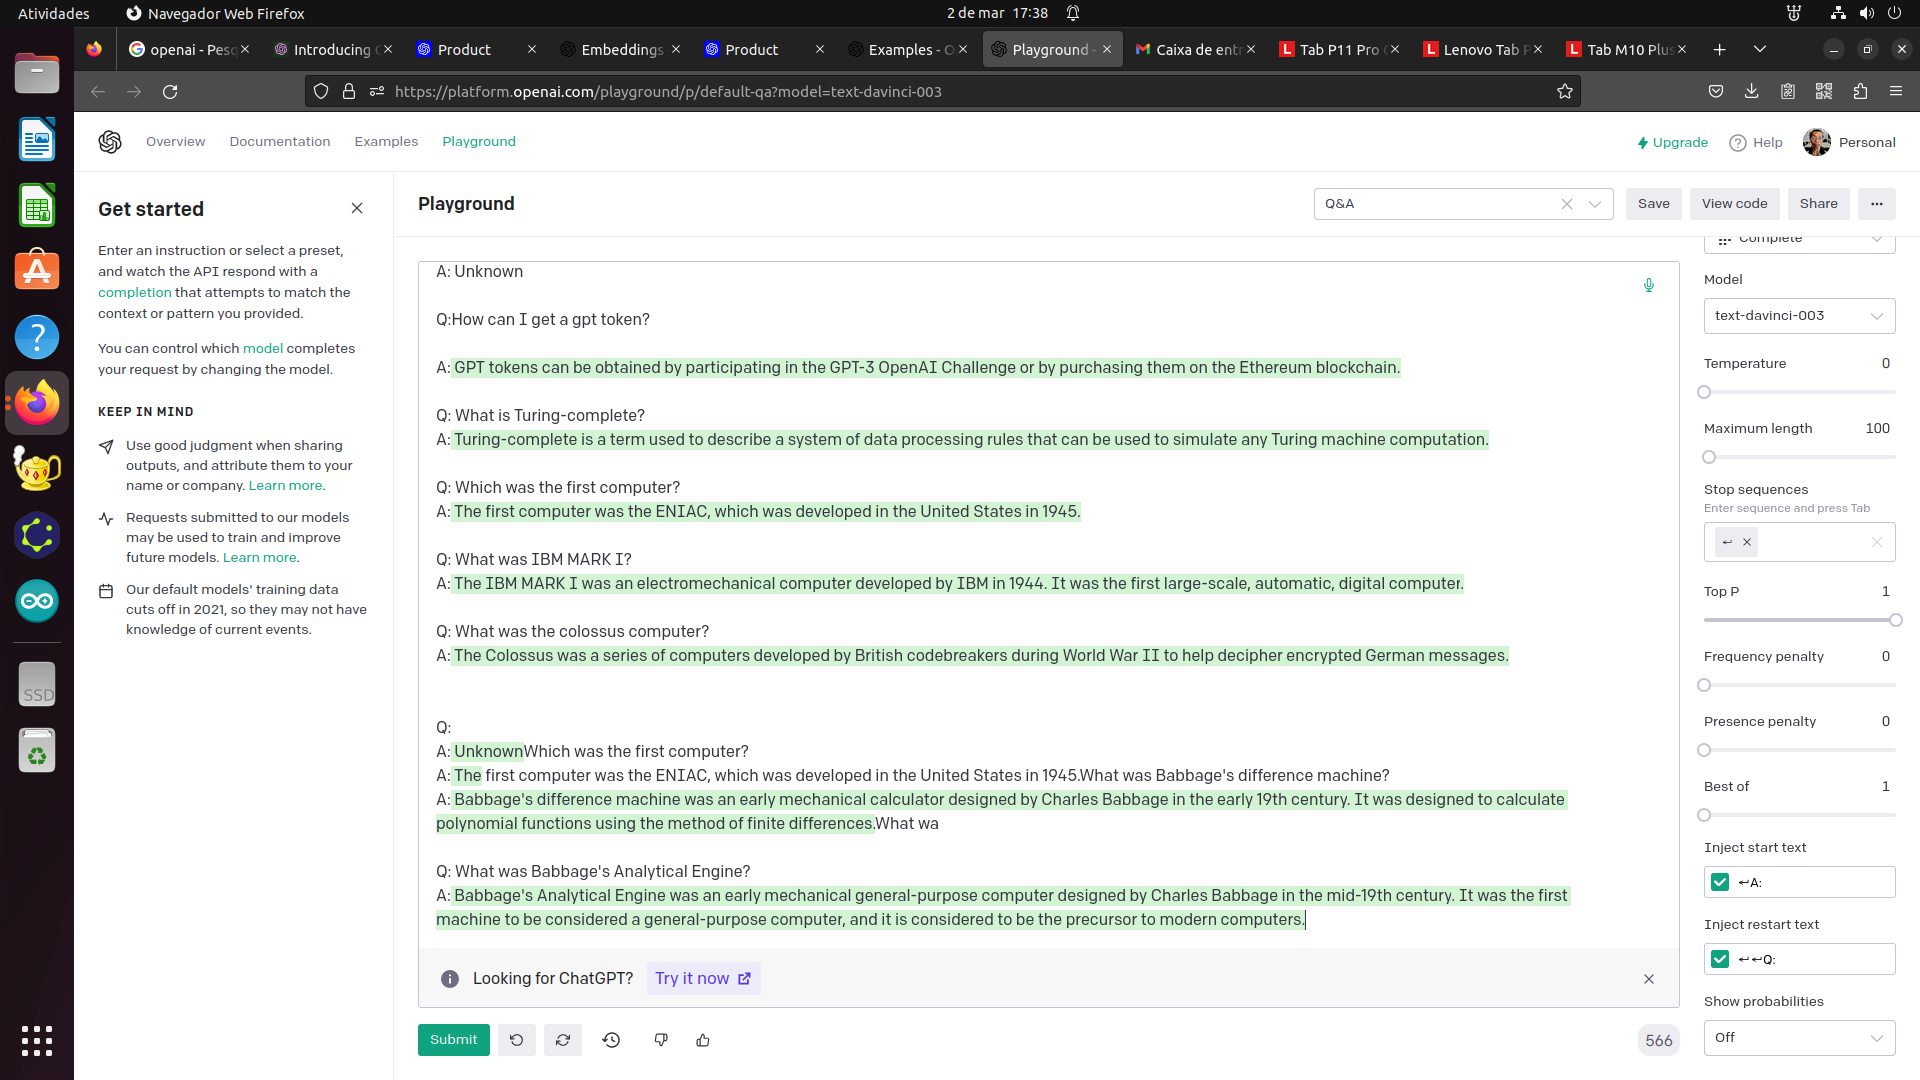 Atividades Navegador Web Firefox 2 de mar 17:38
openai - Pesq Introducing C Product Embeddings Product Examples - O Playground - Caixa de entr Tab P11 Pro Lenovo Tab P Tab M10 Plus
https://platform.openai.com/playground/p/default-qa?model=text-davinci-003
Overview Documentation Examples Playground Upgrade Help Personal
Get started
Enter an instruction or select a preset,
and watch the API respond with a
completion that attempts to match the
context or pattern you provided.
You can control which model completes
your request by changing the model.
KEEP IN MIND
Use good judgment when sharing
outputs, and attribute them to your
name or company. Learn more.
Requests submitted to our models
may be used to train and improve
future models. Learn more.
Our default models' training data
cuts off in 2021, so they may not have
knowledge of current events.
SSD
Playground Q&A Save View code Share ...
A: Unknown
Q:How can I get a gpt token?
A: GPT tokens can be obtained by participating in the GPT-3 OpenAI Challenge or by purchasing them on the Ethereum blockchain.
Q: What is Turing-complete?
A: Turing-complete is a term used to describe a system of data processing rules that can be used to simulate any Turing machine computation.
Q: Which was the first computer?
A: The first computer was the ENIAC, which was developed in the United States in 1945.
Q: What was IBM MARK I?
A: The IBM MARK I was an electromechanical computer developed by IBM in 1944. It was the first large-scale, automatic, digital computer.
Q: What was the colossus computer?
A: The Colossus was a series of computers developed by British codebreakers during World War II to help decipher encrypted German messages.
Q:
A: UnknownWhich was the first computer?
A: The first computer was the ENIAC, which was developed in the United States in 1945.What was Babbage's difference machine?
A: Babbage's difference machine was an early mechanical calculator designed by Charles Babbage in the early 19th century. It was designed to calculate
polynomial functions using the method of finite differences.What wa
Q: What was Babbage's Analytical Engine?
A: Babbage's Analytical Engine was an early mechanical general-purpose computer designed by Charles Babbage in the mid-19th century. It was the first
machine to be considered a general-purpose computer, and it is considered to be the precursor to modern computers.
Looking for ChatGPT? Try it now
Submit 566
Complete
Model
text-davinci-003
Temperature 0
Maximum length 100
Stop sequences
Enter sequence and press Tab
↵ ×
Top P 1
Frequency penalty 0
Presence penalty 0
Best of 1
Inject start text
↵A:
Inject restart text
↵↵Q:
Show probabilities
Off